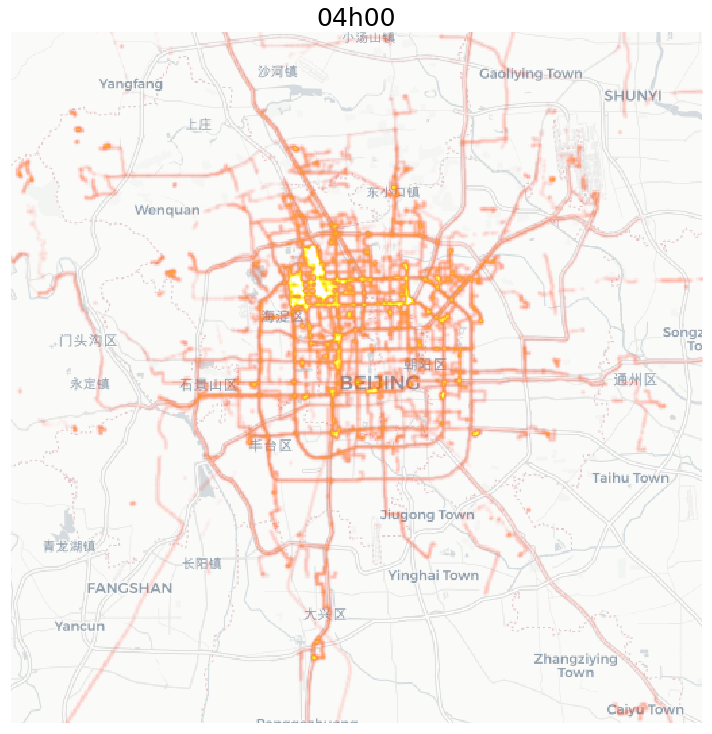 04h00
小汤山镇
沙河镇
Gaoliying Town
Yangfang
SHUNYI
上庄
东小口镇
Wenquan
海淀区
门头沟区
Songz
To
朝阳区
永定镇
石景山区
BEIJING
通州区
丰台区
Taihu Town
Jiugong Town
青龙湖镇
长阳镇
Yinghai Town
FANGSHAN
大兴区
Yancun
Zhangziying
Town
Caiyu Town